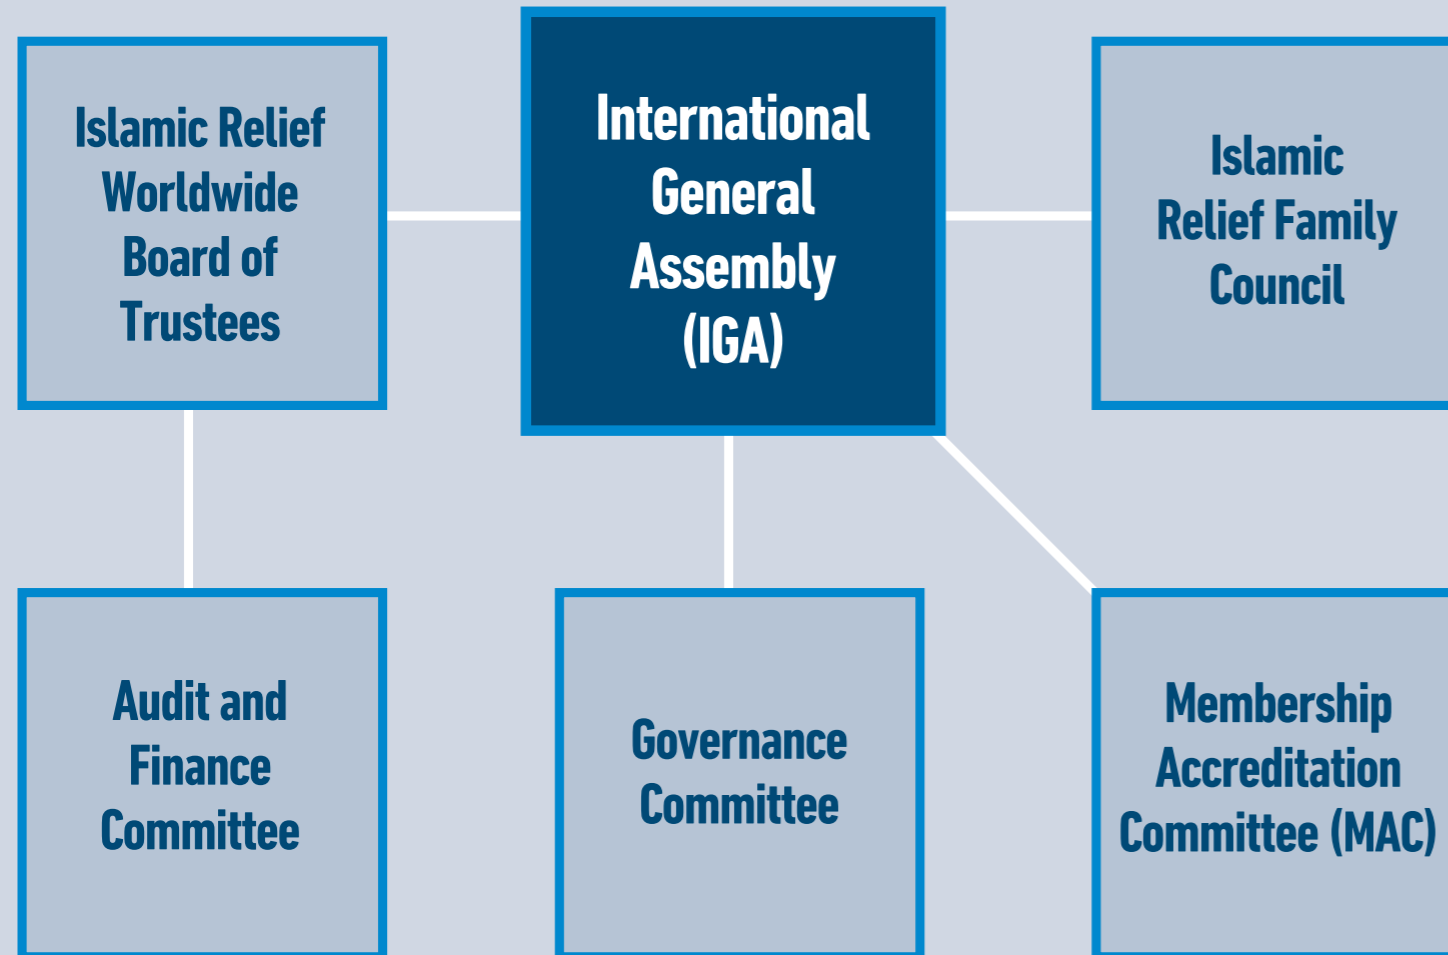 Islamic Relief
Worldwide
Board of
Trustees
International
General
Assembly
(IGA)
Islamic
Relief Family
Council
Audit and
Finance
Committee
Governance
Committee
Membership
Accreditation
Committee (MAC)